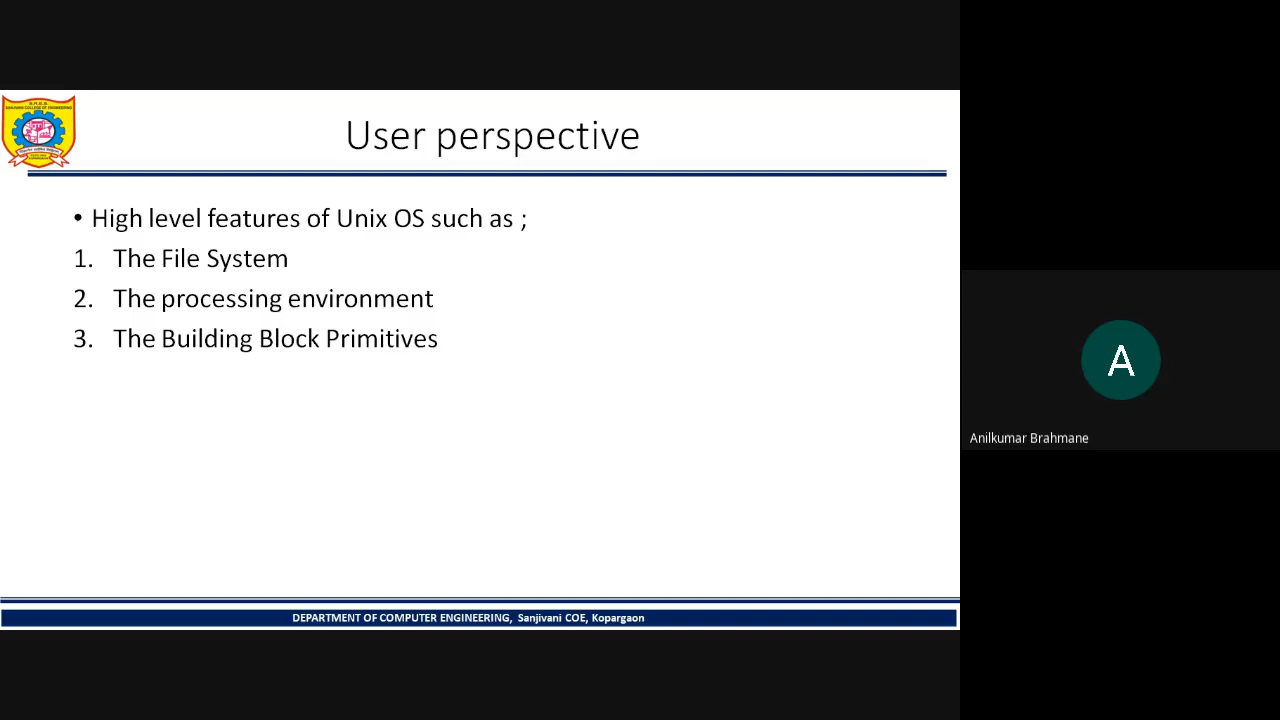 User perspective
• High level features of Unix OS such as ;
1. The File System
2. The processing environment
3. The Building Block Primitives
DEPARTMENT OF COMPUTER ENGINEERING, Sanjivani COE, Kopargaon
A
Anilkumar Brahmane